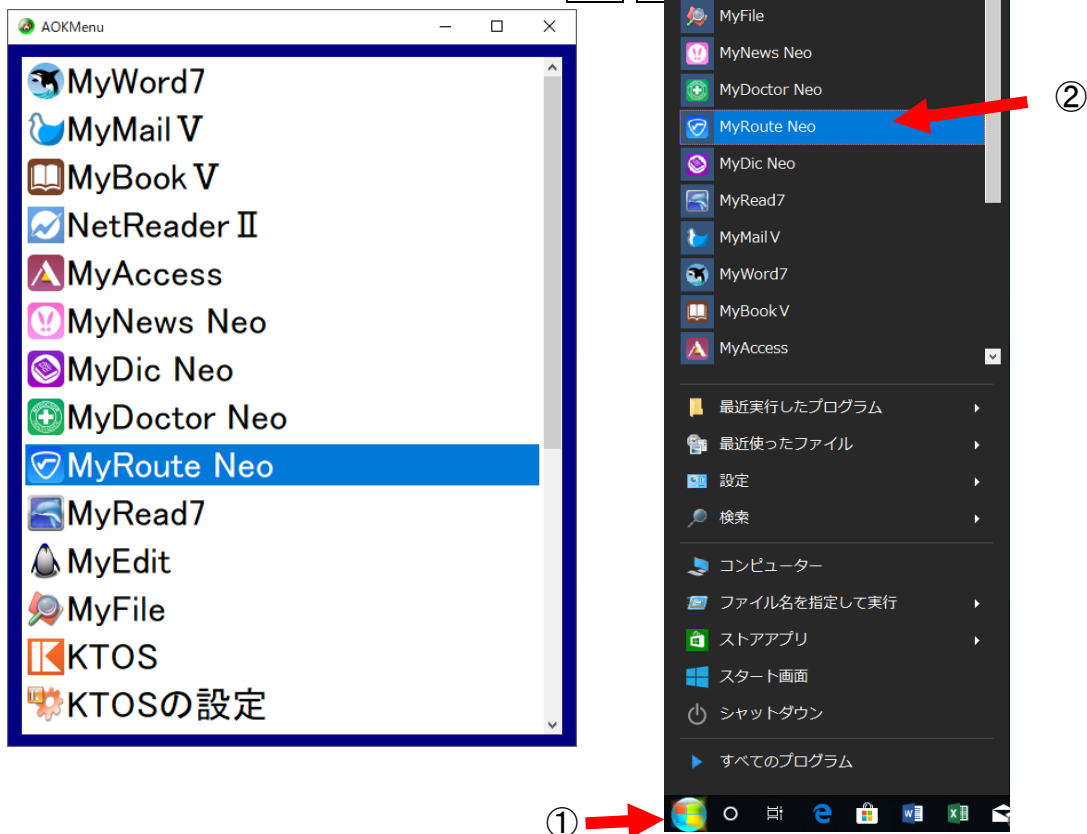 AOKMenu
MyWord7
MyMailⅤ
MyBookⅤ
NetReaderⅡ
MyAccess
MyNews Neo
MyDic Neo
MyDoctor Neo
MyRoute Neo
MyRead7
MyEdit
MyFile
KTOS
KTOSの設定
MyFile
MyNews Neo
MyDoctor Neo
MyRoute Neo
②
MyDic Neo
MyRead7
MyMailⅤ
MyWord7
MyBookⅤ
MyAccess
最近実行したプログラム
最近使ったファイル
設定
検索
コンピューター
ファイル名を指定して実行
ストアアプリ
スタート画面
シャットダウン
すべてのプログラム
①